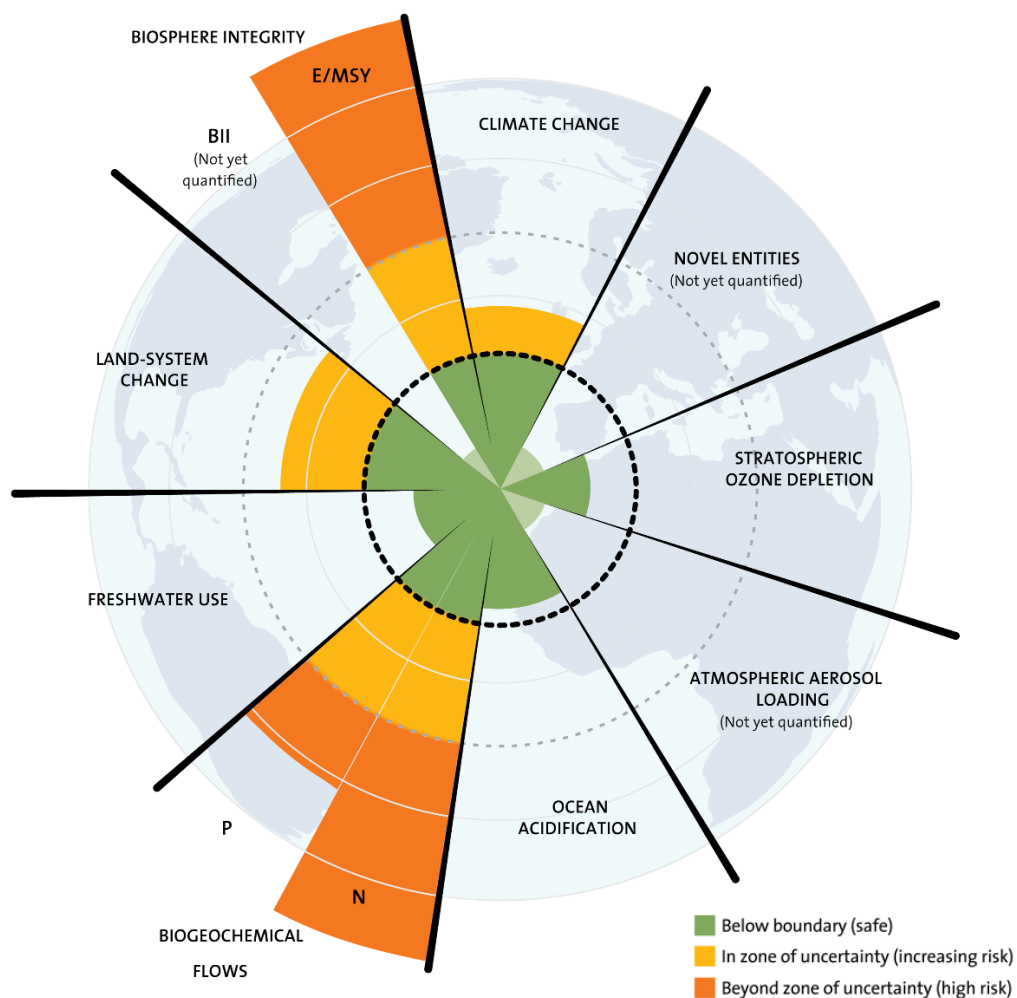 BIOSPHERE INTEGRITY
E/MSY
CLIMATE CHANGE
BII
(Not yet
quantified)
NOVEL ENTITIES
(Not yet quantified)
LAND-SYSTEM
CHANGE
STRATOSPHERIC
OZONE DEPLETION
FRESHWATER USE
ATMOSPHERIC AEROSOL
LOADING
(Not yet quantified)
OCEAN
ACIDIFICATION
P
N
BIOGEOCHEMICAL
FLOWS
Below boundary (safe)
In zone of uncertainty (increasing risk)
Beyond zone of uncertainty (high risk)